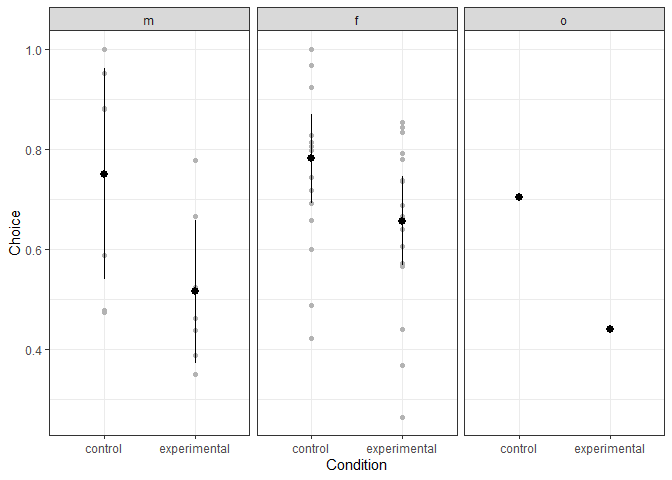 m f o
1.0
0.8
0.6
0.4
Choice
control experimental control experimental control experimental
Condition